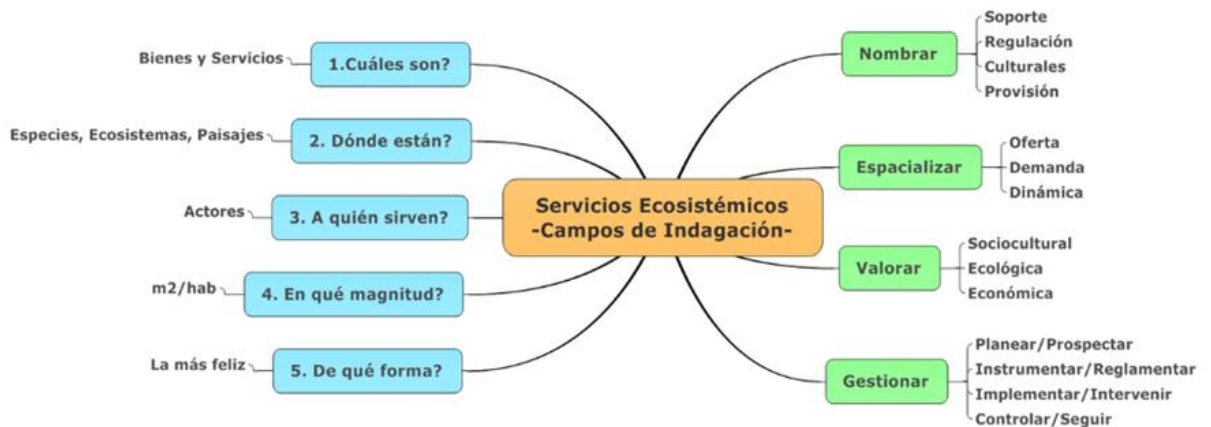 Bienes y Servicios
1.Cuáles son?
Especies, Ecosistemas, Paisajes
2. Dónde están?
Actores
3. A quién sirven?
m2/hab
4. En qué magnitud?
La más feliz
5. De qué forma?
Servicios Ecosistémicos
-Campos de Indagación-
Nombrar
Soporte
Regulación
Culturales
Provisión
Espacializar
Oferta
Demanda
Dinámica
Valorar
Sociocultural
Ecológica
Económica
Gestionar
Planear/Prospectar
Instrumentar/Reglamentar
Implementar/Intervenir
Controlar/Seguir